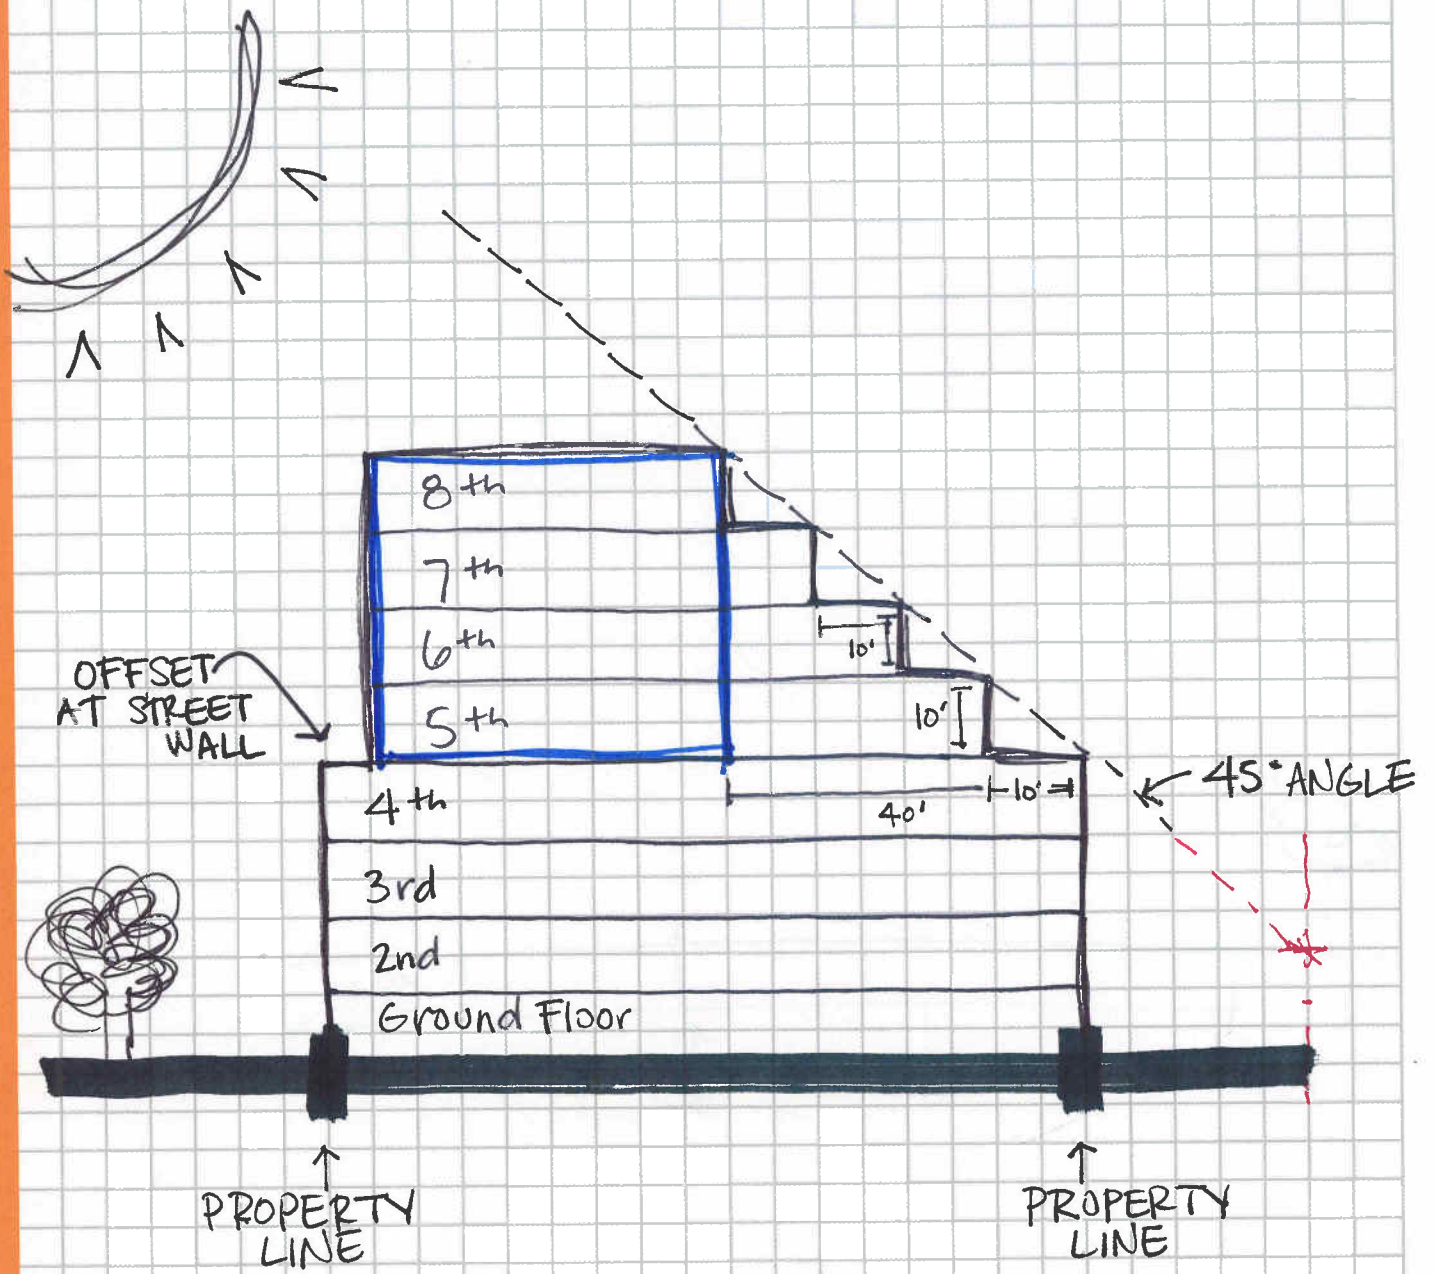 8th
7th
6th
10'
OFFSET
AT STREET
WALL
5th
10'
4th
40'
10'
45° ANGLE
3rd
2nd
Ground Floor
PROPERTY
LINE
PROPERTY
LINE